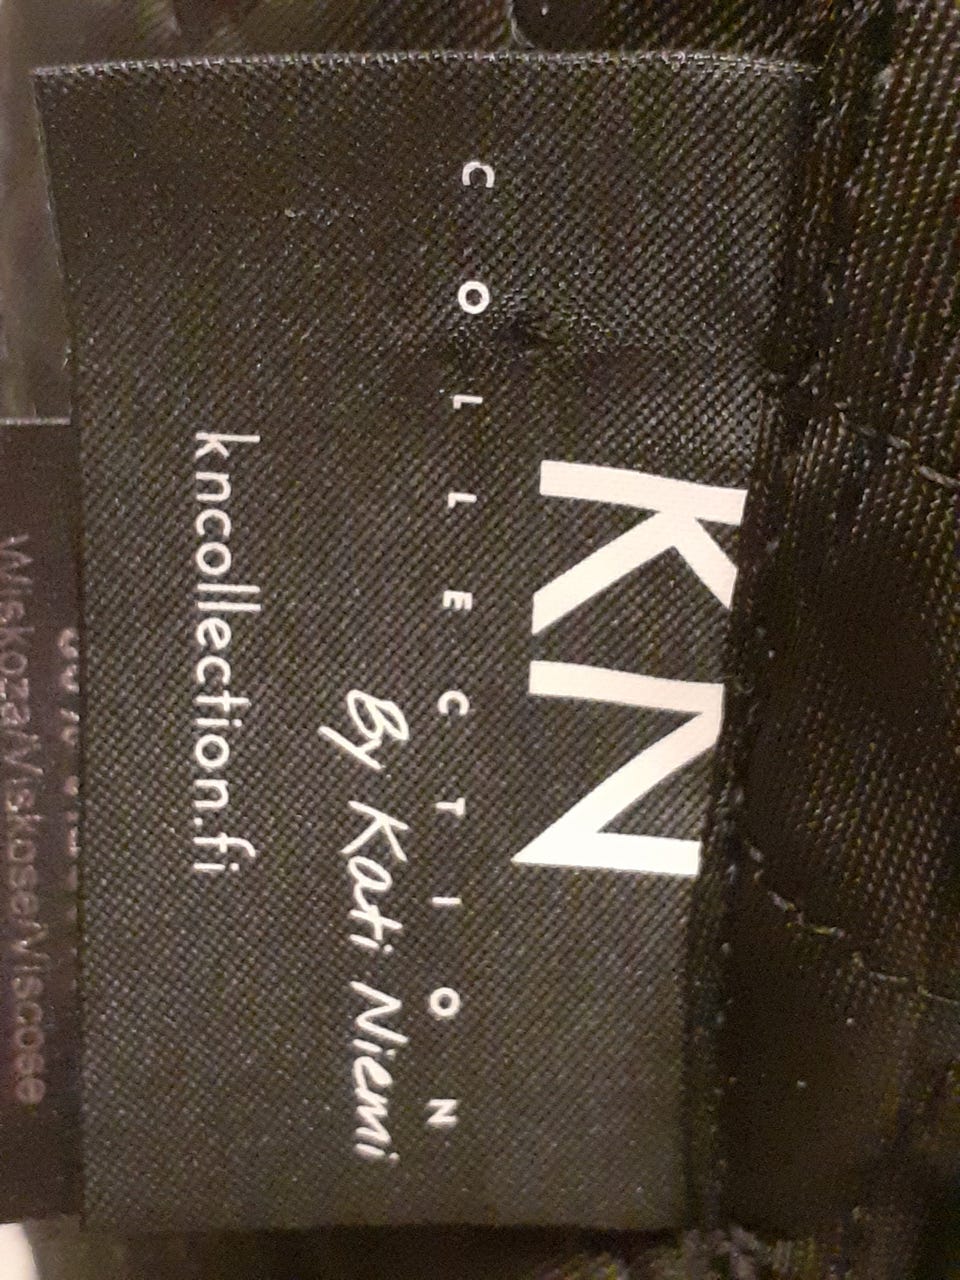 KN
COLLECTION
By Kati Niemi
kncollection.fi
Wiskoza/Viskose/Viscose